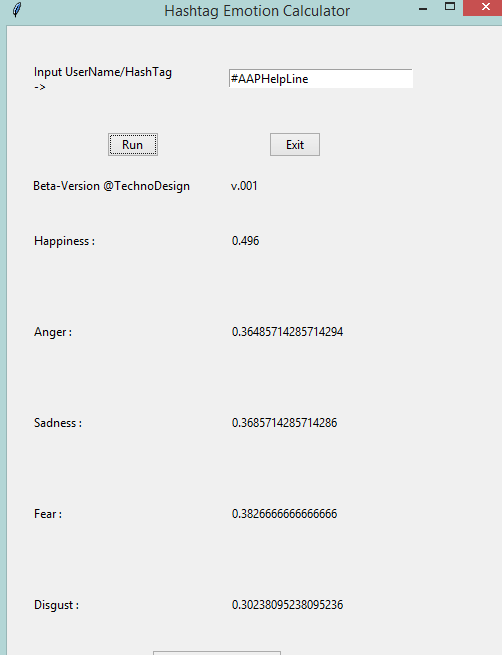 Hashtag Emotion Calculator
Input UserName/HashTag
->
#AAPHelpLine
Run Exit
Beta-Version @TechnoDesign v.001
Happiness : 0.496
Anger : 0.36485714285714294
Sadness : 0.3685714285714286
Fear : 0.3826666666666666
Disgust : 0.30238095238095236